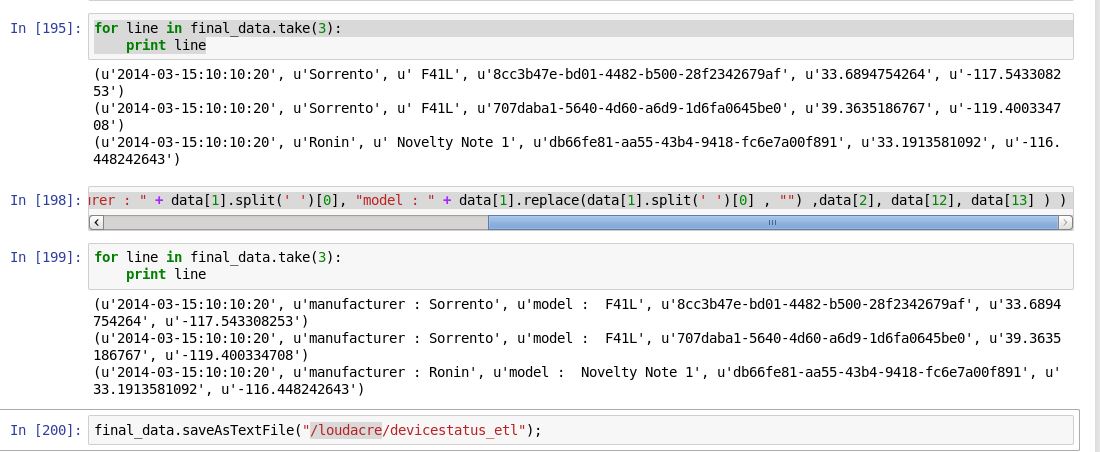 In [195]: for line in final_data.take(3):
print line
(u'2014-03-15:10:10:20', u'Sorrento', u' F41L', u'8cc3b47e-bd01-4482-b500-28f2342679af', u'33.6894754264', u'-117.5433082
53')
(u'2014-03-15:10:10:20', u'Sorrento', u' F41L', u'707daba1-5640-4d60-a6d9-1d6fa0645be0', u'39.3635186767', u'-119.4003347
08')
(u'2014-03-15:10:10:20', u'Ronin', u' Novelty Note 1', u'db66fe81-aa55-43b4-9418-fc6e7a00f891', u'33.1913581092', u'-116.
448242643')
In [198]: urer : " + data[1].split(' ')[0], "model : " + data[1].replace(data[1].split(' ')[0] , "") ,data[2], data[12], data[13] ) )
In [199]: for line in final_data.take(3):
print line
(u'2014-03-15:10:10:20', u'manufacturer : Sorrento', u'model :  F41L', u'8cc3b47e-bd01-4482-b500-28f2342679af', u'33.6894
754264', u'-117.543308253')
(u'2014-03-15:10:10:20', u'manufacturer : Sorrento', u'model :  F41L', u'707daba1-5640-4d60-a6d9-1d6fa0645be0', u'39.3635
186767', u'-119.400334708')
(u'2014-03-15:10:10:20', u'manufacturer : Ronin', u'model :  Novelty Note 1', u'db66fe81-aa55-43b4-9418-fc6e7a00f891', u'
33.1913581092', u'-116.448242643')
In [200]: final_data.saveAsTextFile("/loudacre/devicestatus_etl");